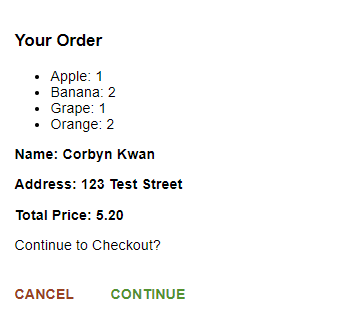 Your Order
Apple: 1
Banana: 2
Grape: 1
Orange: 2
Name: Corbyn Kwan
Address: 123 Test Street
Total Price: 5.20
Continue to Checkout?
CANCEL CONTINUE